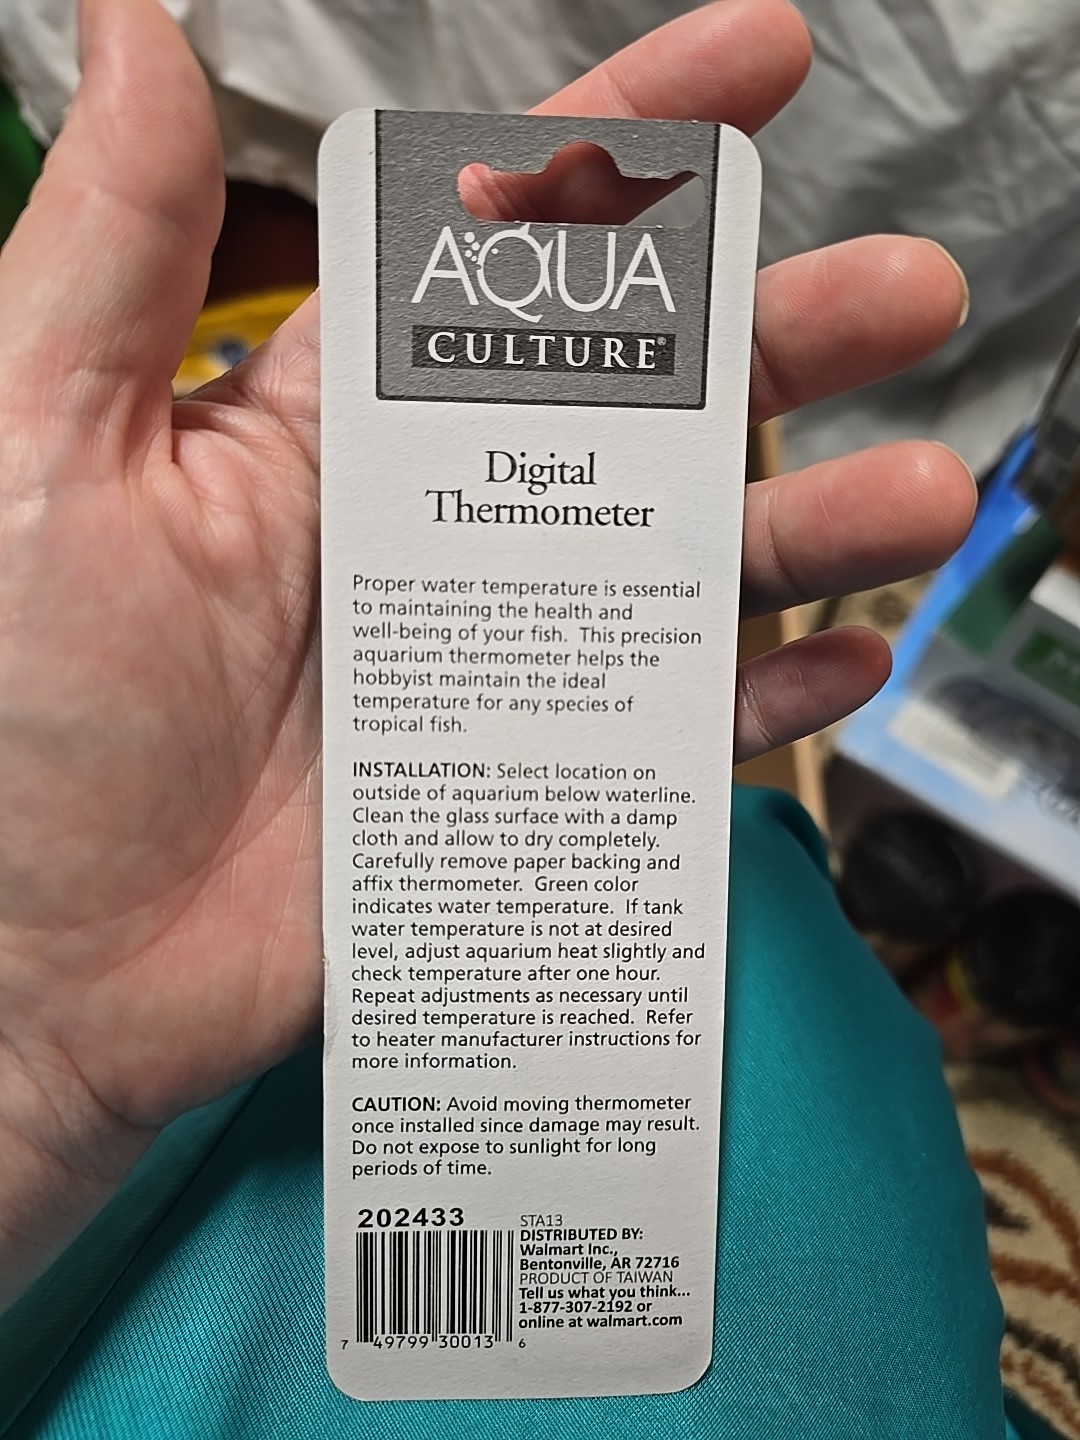 AQUA
CULTURE®
Digital
Thermometer
Proper water temperature is essential
to maintaining the health and
well-being of your fish. This precision
aquarium thermometer helps the
hobbyist maintain the ideal
temperature for any species of
tropical fish.
INSTALLATION: Select location on
outside of aquarium below waterline.
Clean the glass surface with a damp
cloth and allow to dry completely.
Carefully remove paper backing and
affix thermometer. Green color
indicates water temperature. If tank
water temperature is not at desired
level, adjust aquarium heat slightly and
check temperature after one hour.
Repeat adjustments as necessary until
desired temperature is reached. Refer
to heater manufacturer instructions for
more information.
CAUTION: Avoid moving thermometer
once installed since damage may result.
Do not expose to sunlight for long
periods of time.
202433
7 49799 30013 6
STA13
DISTRIBUTED BY:
Walmart Inc.,
Bentonville, AR 72716
PRODUCT OF TAIWAN
Tell us what you think...
1-877-307-2192 or
online at walmart.com